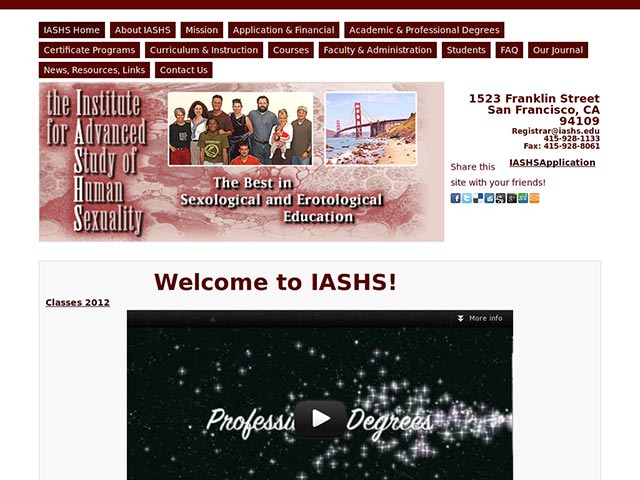 IASHS Home About IASHS Mission Application & Financial Academic & Professional Degrees
Certificate Programs Curriculum & Instruction Courses Faculty & Administration Students FAQ Our Journal
News, Resources, Links Contact Us
the Institute
for Advanced
Study of
Human
Sexuality
The Best in
Sexological and Erotological
Education
1523 Franklin Street
San Francisco, CA
94109
Registrar@iashs.edu
415-928-1133
Fax: 415-928-8061
IASHSApplication
Share this
site with your friends!
Welcome to IASHS!
Classes 2012
More info
Professional Degrees